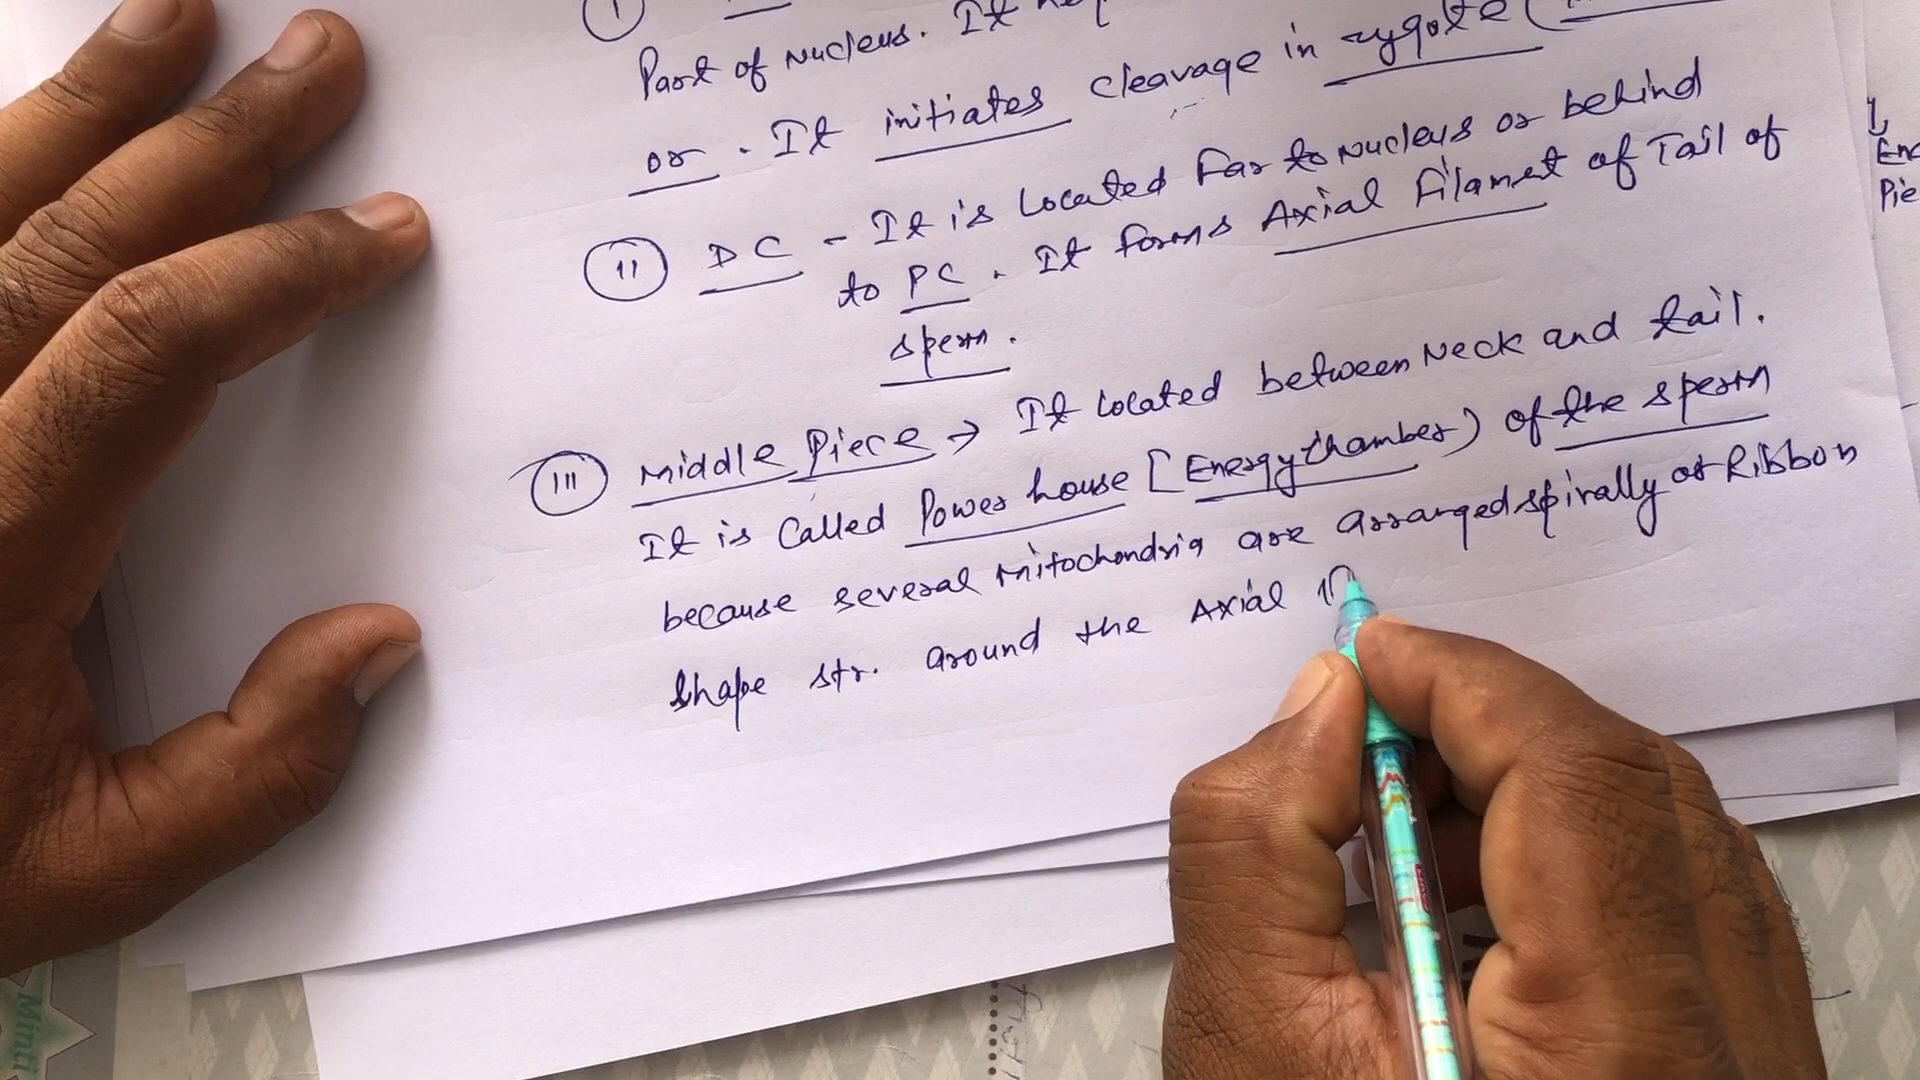 I
Part of Nucleus. It
or. It initiates cleavage in zygote (
II DC - It is Located Far to Nucleus or behind
to PC. It forms Axial Filament of Tail of
sperm.
III Middle Piece → It located between Neck and tail.
It is Called Power house [Energy chamber) of the sperm
because several mitochondria are arranged spirally or Ribbon
shape str. around the Axial
Pie
Minti